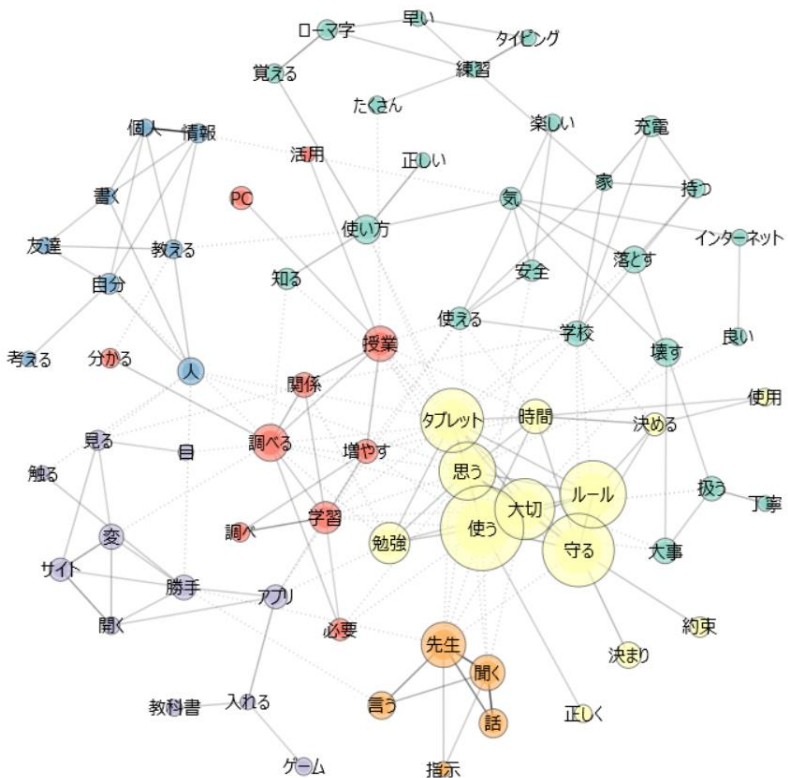 早い
ローマ字
タイピング
覚える
練習
たくさん
個人
情報
楽しい
充電
活用
正しい
家
持つ
書く
PC
気
使い方
インターネット
友達
教える
落とす
安全
自分
知る
使える
学校
良い
考える
分かる
授業
壊す
人
関係
使用
タブレット
時間
決める
見る
目
調べる
増やす
触る
思う
扱う
ルール
丁寧
大切
学習
調べ
使う
変
勉強
守る
大事
サイト
勝手
アプリ
開く
必要
約束
先生
決まり
聞く
教科書
入れる
言う
話
正しく
ゲーム
指示